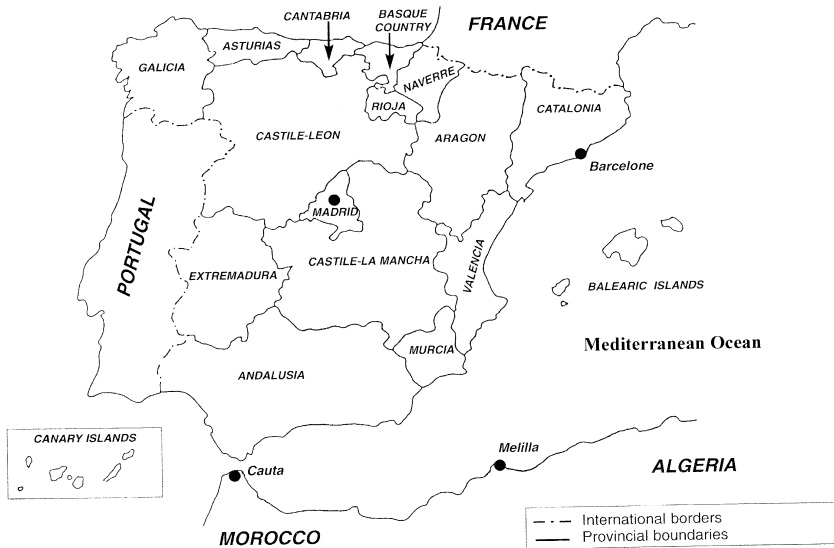 CANTABRIA
BASQUE
COUNTRY
FRANCE
ASTURIAS
GALICIA
NAVERRE
RIOJA
CATALONIA
CASTILE-LEON
ARAGON
Barcelone
MADRID
PORTUGAL
EXTREMADURA
CASTILE-LA MANCHA
VALENCIA
BALEARIC ISLANDS
Mediterranean Ocean
MURCIA
ANDALUSIA
CANARY ISLANDS
Cauta
Melilla
ALGERIA
MOROCCO
International borders
Provincial boundaries